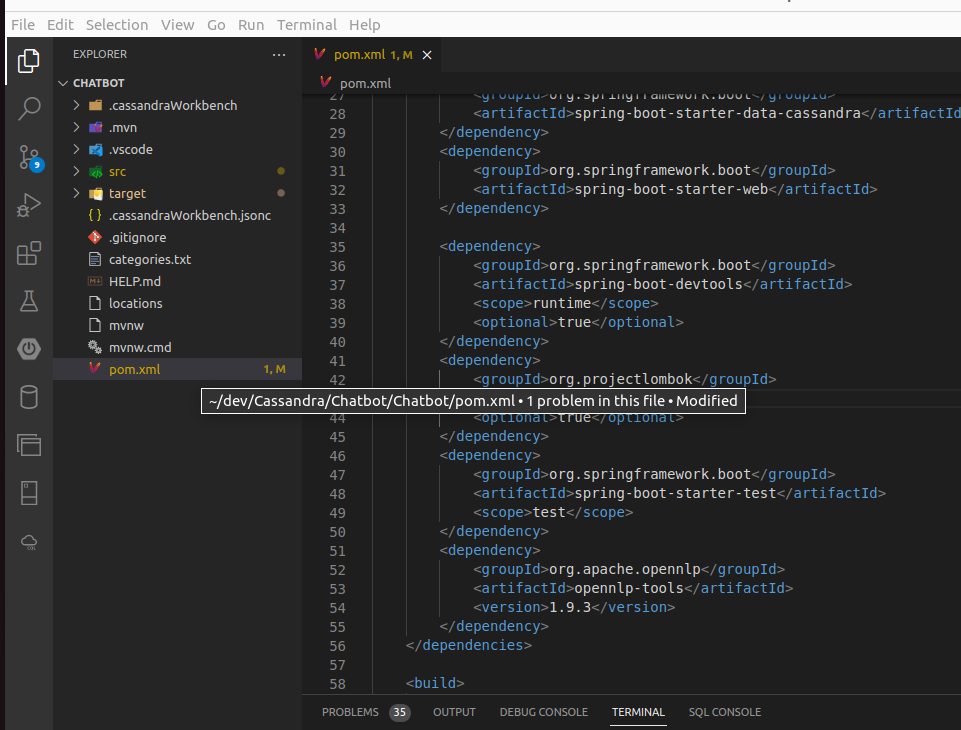 File Edit Selection View Go Run Terminal Help
EXPLORER
CHATBOT
.cassandraWorkbench
.mvn
.vscode
src
target
{ } .cassandraWorkbench.jsonc
.gitignore
categories.txt
HELP.md
locations
mvnw
mvnw.cmd
pom.xml 1, M
~/dev/Cassandra/Chatbot/Chatbot/pom.xml • 1 problem in this file • Modified
9
pom.xml 1, M
pom.xml
27 <groupId>org.springframework.boot</groupId>
28 <artifactId>spring-boot-starter-data-cassandra</artifactId
29 </dependency>
30 <dependency>
31 <groupId>org.springframework.boot</groupId>
32 <artifactId>spring-boot-starter-web</artifactId>
33 </dependency>
34
35 <dependency>
36 <groupId>org.springframework.boot</groupId>
37 <artifactId>spring-boot-devtools</artifactId>
38 <scope>runtime</scope>
39 <optional>true</optional>
40 </dependency>
41 <dependency>
42 <groupId>org.projectlombok</groupId>
44 <optional>true</optional>
45 </dependency>
46 <dependency>
47 <groupId>org.springframework.boot</groupId>
48 <artifactId>spring-boot-starter-test</artifactId>
49 <scope>test</scope>
50 </dependency>
51 <dependency>
52 <groupId>org.apache.opennlp</groupId>
53 <artifactId>opennlp-tools</artifactId>
54 <version>1.9.3</version>
55 </dependency>
56 </dependencies>
57
58 <build>
PROBLEMS 35 OUTPUT DEBUG CONSOLE TERMINAL SQL CONSOLE